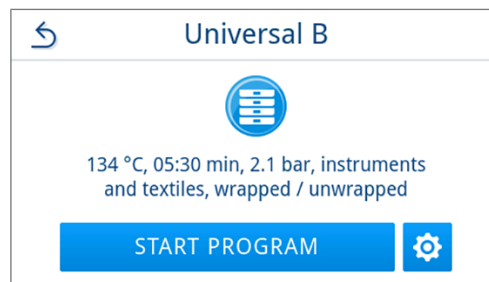 Universal B
134 °C, 05:30 min, 2.1 bar, instruments
and textiles, wrapped / unwrapped
START PROGRAM